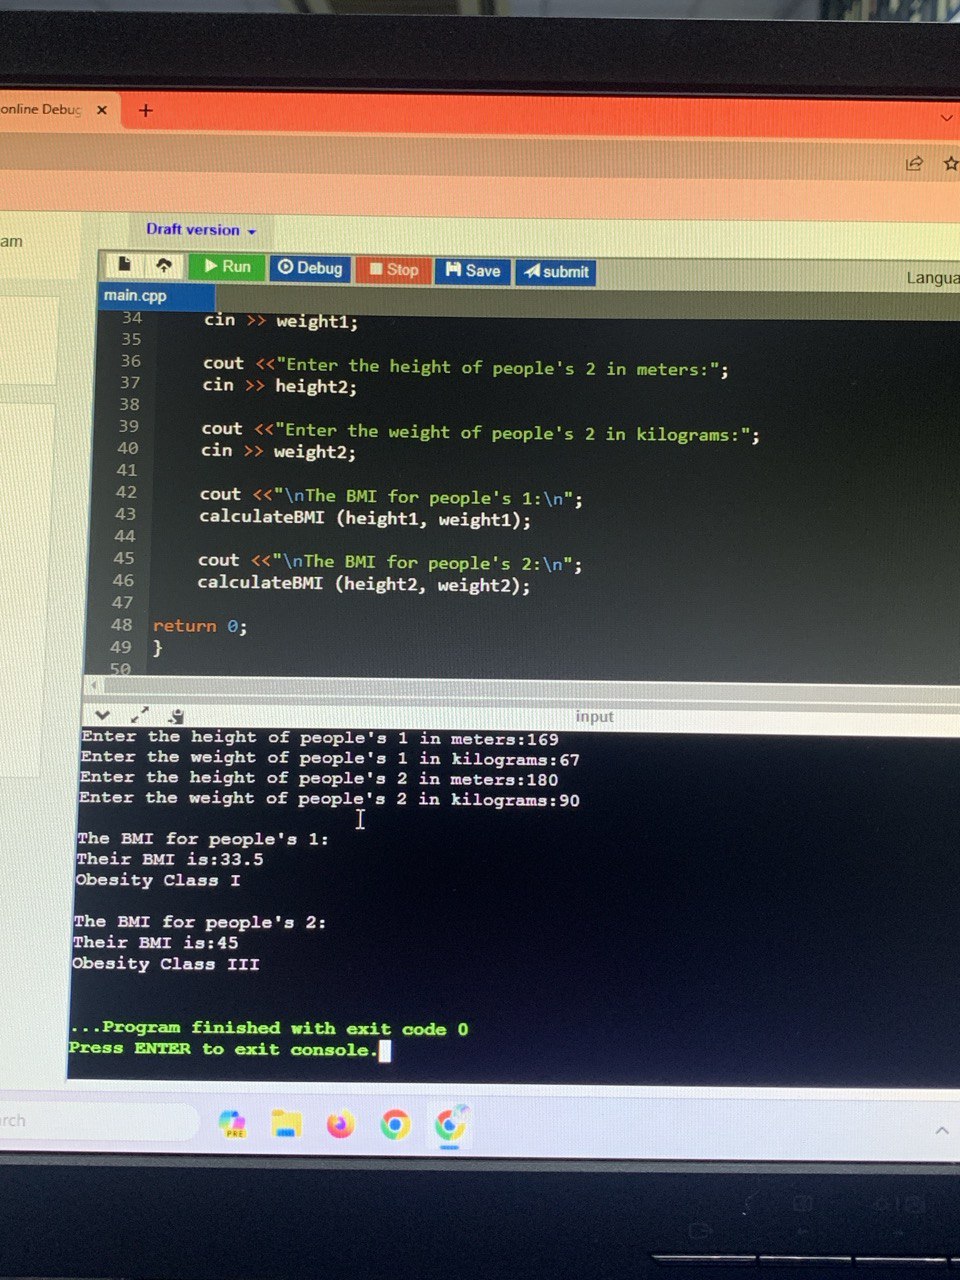 online Debug
am
Draft version
Run Debug Stop Save submit
Langua
main.cpp
34 cin >> weight1;
35
36 cout <<"Enter the height of people's 2 in meters:";
37 cin >> height2;
38
39 cout <<"Enter the weight of people's 2 in kilograms:";
40 cin >> weight2;
41
42 cout <<"\nThe BMI for people's 1:\n";
43 calculateBMI (height1, weight1);
44
45 cout <<"\nThe BMI for people's 2:\n";
46 calculateBMI (height2, weight2);
47
48 return 0;
49 }
50
input
Enter the height of people's 1 in meters:169
Enter the weight of people's 1 in kilograms:67
Enter the height of people's 2 in meters:180
Enter the weight of people's 2 in kilograms:90
The BMI for people's 1:
Their BMI is:33.5
Obesity Class I
The BMI for people's 2:
Their BMI is:45
Obesity Class III
...Program finished with exit code 0
Press ENTER to exit console.
rch
PRE